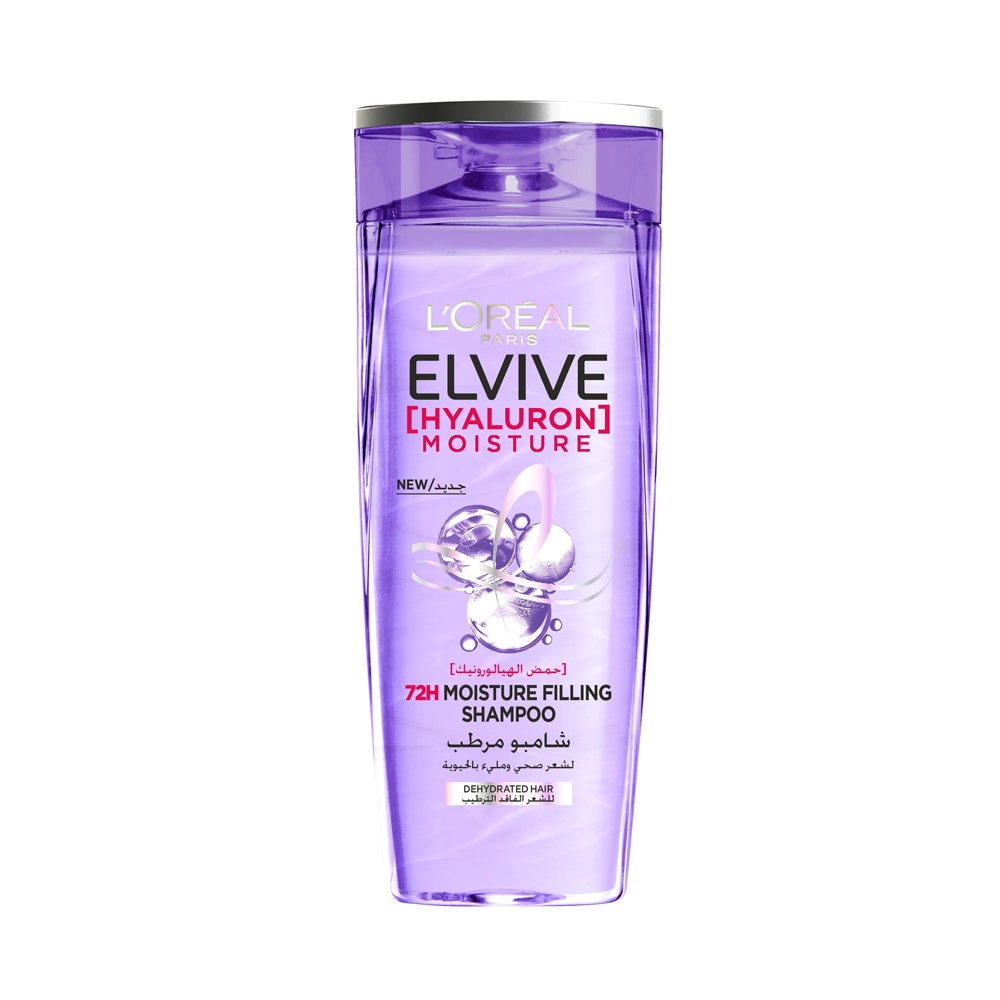 L'ORÉAL
PARIS
ELVIVE
[HYALURON]
MOISTURE
NEW/جديد
[حمض الهيالورونيك]
72H MOISTURE FILLING
SHAMPOO
شامبو مرطب
لشعر صحي ومليء بالحيوية
DEHYDRATED HAIR
للشعر الفاقد الترطيب